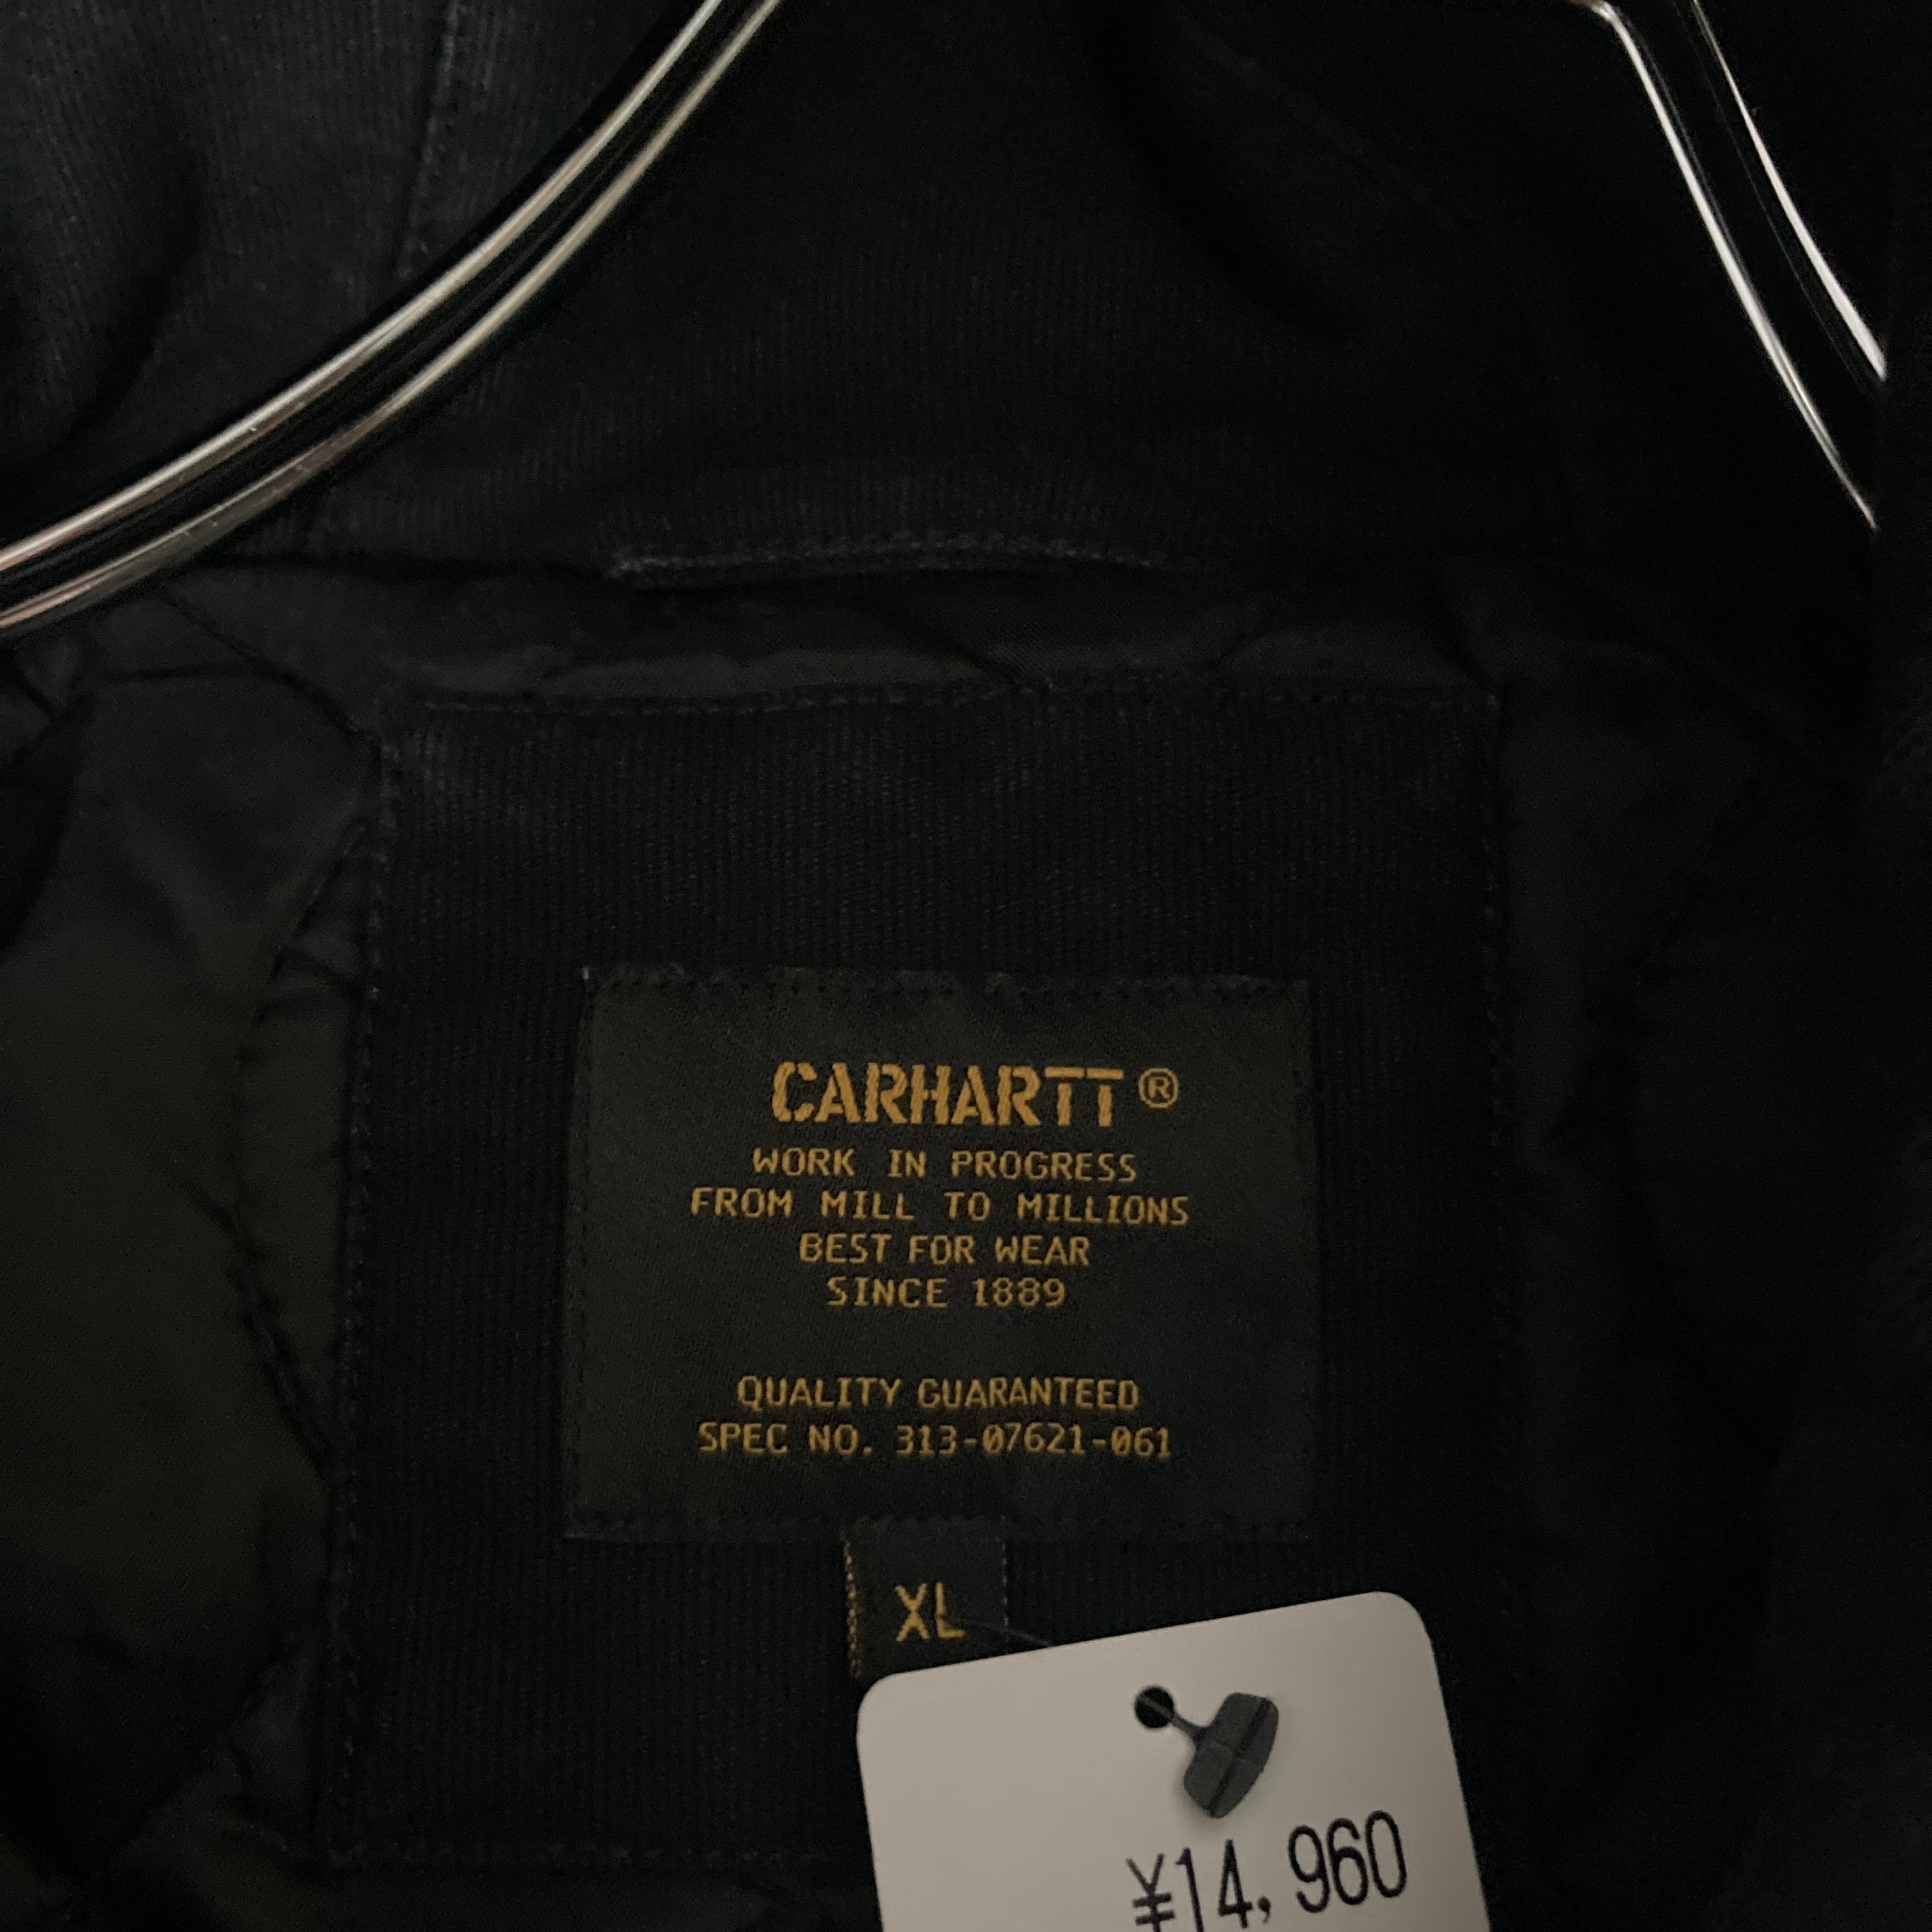 CARHARTT®
WORK IN PROGRESS
FROM MILL TO MILLIONS
BEST FOR WEAR
SINCE 1889
QUALITY GUARANTEED
SPEC NO. 313-07621-061
XL
¥14,960